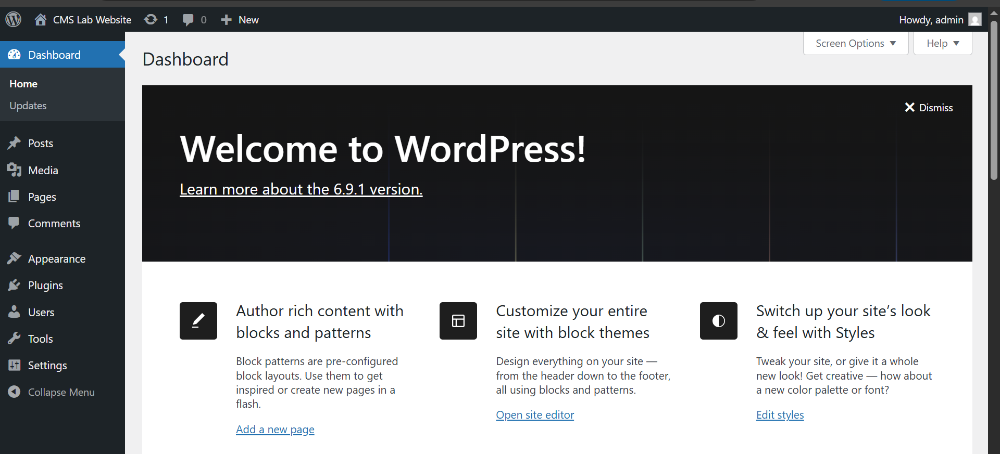 CMS Lab Website 1 0 New Howdy, admin
Screen Options Help
Dashboard
Home
Updates
Posts
Media
Pages
Comments
Appearance
Plugins
Users
Tools
Settings
Collapse Menu
Dashboard
Dismiss
Welcome to WordPress!
Learn more about the 6.9.1 version.
Author rich content with
blocks and patterns
Block patterns are pre-configured
block layouts. Use them to get
inspired or create new pages in a
flash.
Add a new page
Customize your entire
site with block themes
Design everything on your site —
from the header down to the footer,
all using blocks and patterns.
Open site editor
Switch up your site’s look
& feel with Styles
Tweak your site, or give it a whole
new look! Get creative — how about
a new color palette or font?
Edit styles